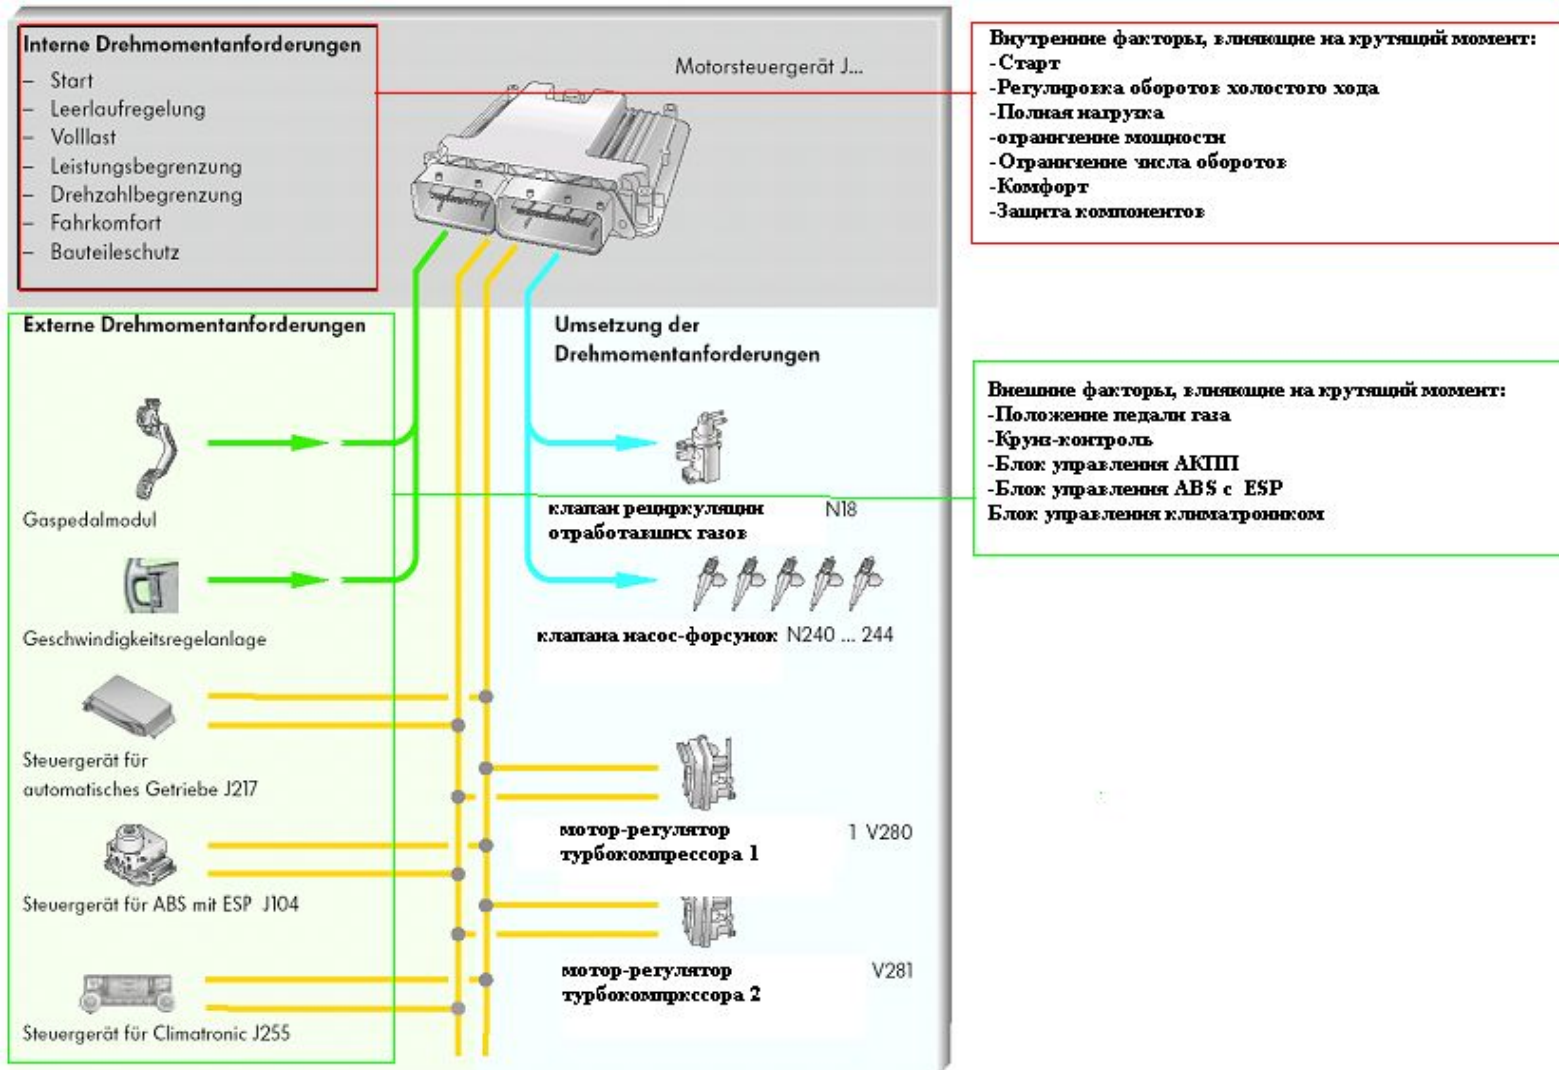 Interne Drehmomentanforderungen
– Start
– Leerlaufregelung
– Volllast
– Leistungsbegrenzung
– Drehzahlbegrenzung
– Fahrkomfort
– Bauteileschutz
Motorsteuergerät J...
Внутренние факторы, влияющие на крутящий момент:
-Старт
-Регулировка оборотов холостого хода
-Полная нагрузка
-ограничение мощности
-Ограничение числа оборотов
-Комфорт
-Защита компонентов
Externe Drehmomentanforderungen
Gaspedalmodul
Geschwindigkeitsregelanlage
Steuergerät für
automatisches Getriebe J217
Steuergerät für ABS mit ESP J104
Steuergerät für Climatronic J255
Umsetzung der
Drehmomentanforderungen
клапан рециркуляции N18
отработавших газов
клапана насос-форсунок N240 ... 244
мотор-регулятор 1 V280
турбокомпрессора 1
мотор-регулятор V281
турбокомпркссора 2
Внешние факторы, влияющие на крутящий момент:
-Положение педали газа
-Круиз-контроль
-Блок управления АКПП
-Блок управления ABS с ESP
Блок управления климатроником